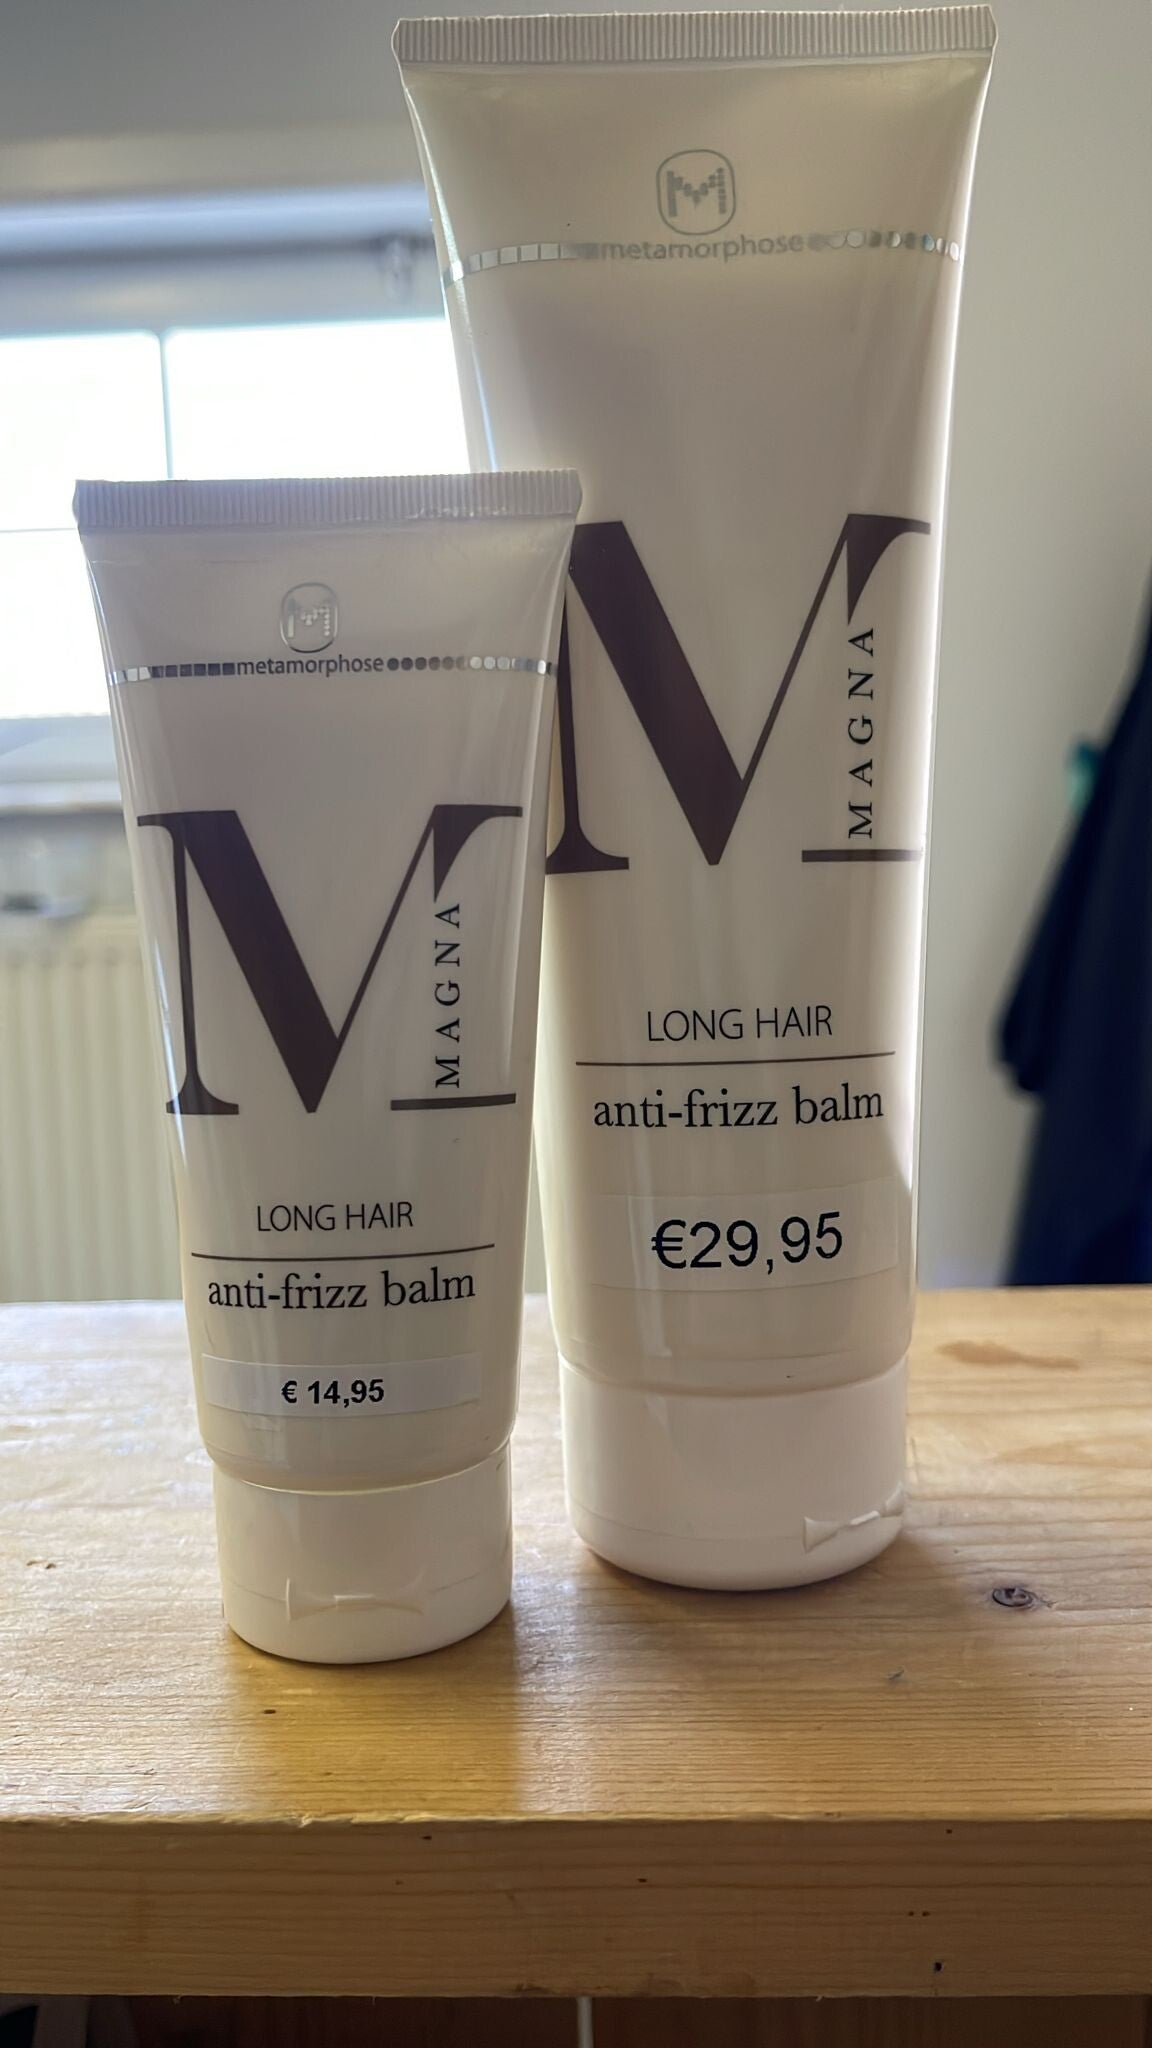 M
metamorphose
M
MAGNA
LONG HAIR
anti-frizz balm
€ 14,95
M
metamorphose
M
MAGNA
LONG HAIR
anti-frizz balm
€29,95